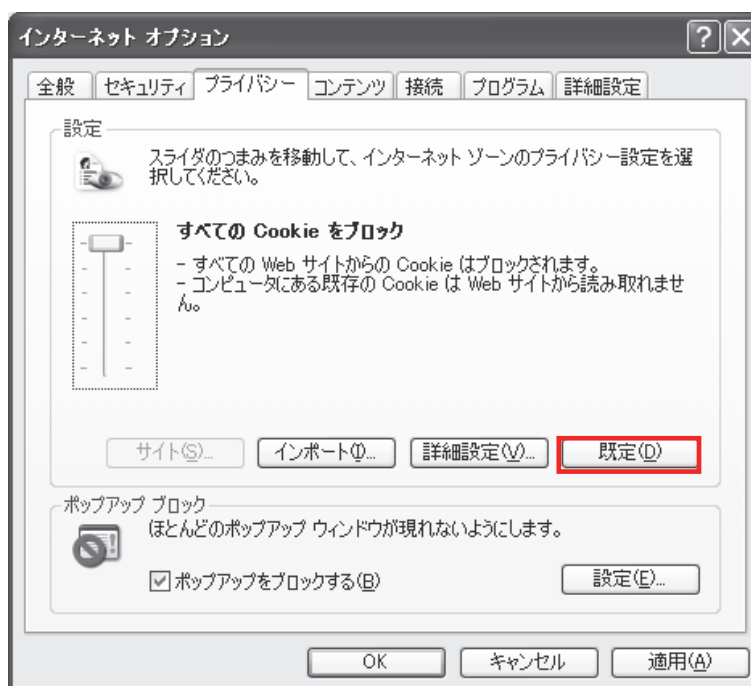 インターネット オプション
全般 セキュリティ プライバシー コンテンツ 接続 プログラム 詳細設定
設定
スライダのつまみを移動して、インターネット ゾーンのプライバシー設定を選
択してください。
すべての Cookie をブロック
- すべての Web サイトからの Cookie はブロックされます。
- コンピュータにある既存の Cookie は Web サイトから読み取れませ
ん。
サイト(S)... インポート(I)... 詳細設定(V)... 既定(D)
ポップアップ ブロック
ほとんどのポップアップ ウィンドウが現れないようにします。
ポップアップをブロックする(B)
設定(E)...
OK キャンセル 適用(A)